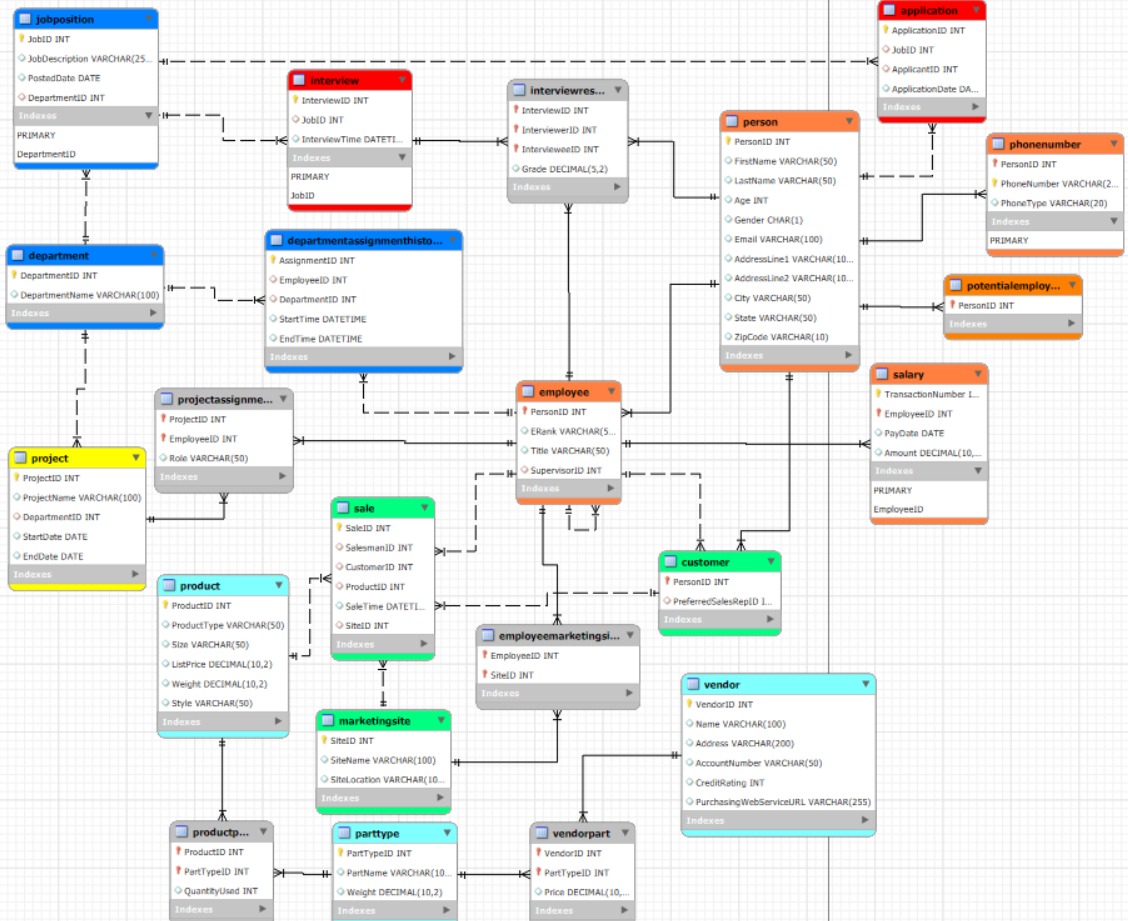 jobposition
JobID INT
JobDescription VARCHAR(25...
PostedDate DATE
DepartmentID INT
Indexes
PRIMARY
DepartmentID
application
ApplicationID INT
JobID INT
ApplicantID INT
ApplicationDate DA...
Indexes
interview
InterviewID INT
JobID INT
InterviewTime DATETI...
Indexes
PRIMARY
JobID
interviewres...
InterviewID INT
InterviewerID INT
IntervieweeID INT
Grade DECIMAL(5,2)
Indexes
person
PersonID INT
FirstName VARCHAR(50)
LastName VARCHAR(50)
Age INT
Gender CHAR(1)
Email VARCHAR(100)
AddressLine1 VARCHAR(10...
AddressLine2 VARCHAR(10...
City VARCHAR(50)
State VARCHAR(50)
ZipCode VARCHAR(10)
Indexes
phonenumber
PersonID INT
PhoneNumber VARCHAR(2...
PhoneType VARCHAR(20)
Indexes
PRIMARY
department
DepartmentID INT
DepartmentName VARCHAR(100)
Indexes
departmentassignmenthisto...
AssignmentID INT
EmployeeID INT
DepartmentID INT
StartTime DATETIME
EndTime DATETIME
Indexes
potentialemploy...
PersonID INT
Indexes
salary
TransactionNumber I...
EmployeeID INT
PayDate DATE
Amount DECIMAL(10,...
Indexes
PRIMARY
EmployeeID
projectassignme...
ProjectID INT
EmployeeID INT
Role VARCHAR(50)
Indexes
employee
PersonID INT
ERank VARCHAR(5...
Title VARCHAR(50)
SupervisorID INT
Indexes
project
ProjectID INT
ProjectName VARCHAR(100)
DepartmentID INT
StartDate DATE
EndDate DATE
Indexes
sale
SaleID INT
SalesmanID INT
CustomerID INT
ProductID INT
SaleTime DATETI...
SiteID INT
Indexes
customer
PersonID INT
PreferredSalesRepID I...
Indexes
product
ProductID INT
ProductType VARCHAR(50)
Size VARCHAR(50)
ListPrice DECIMAL(10,2)
Weight DECIMAL(10,2)
Style VARCHAR(50)
Indexes
employeemarketingsi...
EmployeeID INT
SiteID INT
Indexes
vendor
VendorID INT
Name VARCHAR(100)
Address VARCHAR(200)
AccountNumber VARCHAR(50)
CreditRating INT
PurchasingWebServiceURL VARCHAR(255)
Indexes
marketingsite
SiteID INT
SiteName VARCHAR(100)
SiteLocation VARCHAR(10...
Indexes
productp...
ProductID INT
PartTypeID INT
QuantityUsed INT
Indexes
parttype
PartTypeID INT
PartName VARCHAR(10...
Weight DECIMAL(10,2)
Indexes
vendorpart
VendorID INT
PartTypeID INT
Price DECIMAL(10,...
Indexes